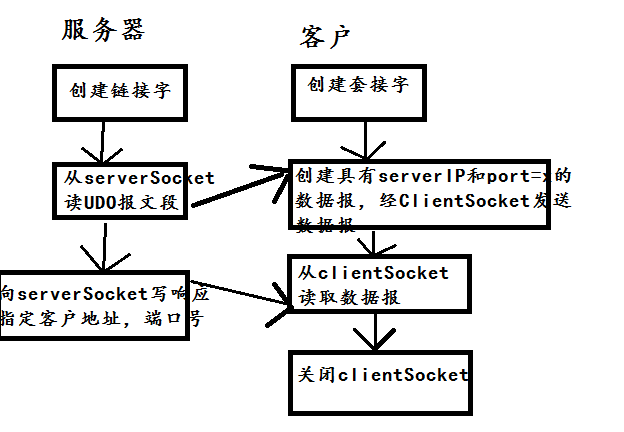 服务器
客户
创建链接字
创建套接字
从serverSocket
读UDO报文段
创建具有serverIP和port=x的
数据报，经ClientSocket发送
数据报
向serverSocket写响应
指定客户地址，端口号
从clientSocket
读取数据报
关闭clientSocket